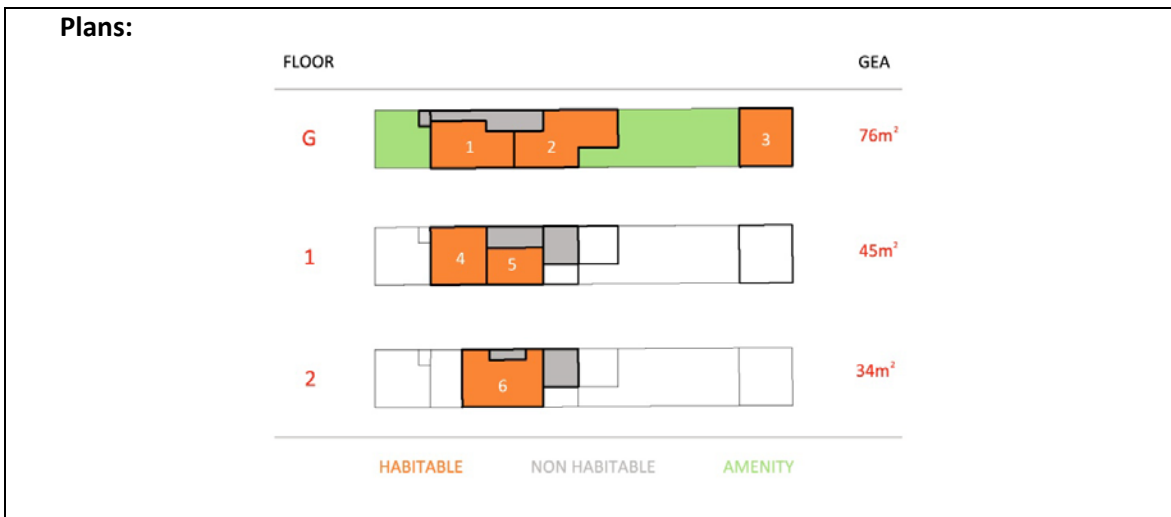 Plans:
FLOOR GEA
G 1 2 3 76m²
1 4 5 45m²
2 6 34m²
HABITABLE NON HABITABLE AMENITY